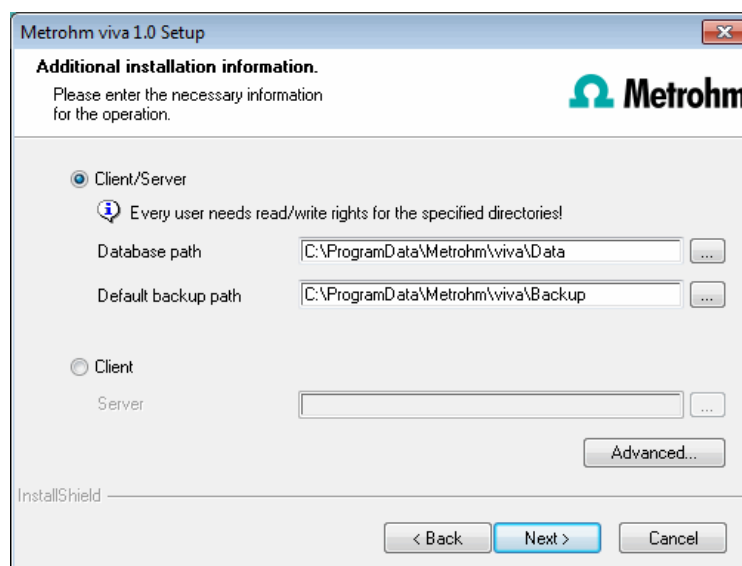 Metrohm viva 1.0 Setup
Additional installation information.
Please enter the necessary information
for the operation.
Metrohm
Client/Server
Every user needs read/write rights for the specified directories!
Database path C:\ProgramData\Metrohm\viva\Data ...
Default backup path C:\ProgramData\Metrohm\viva\Backup ...
Client
Server ...
Advanced...
InstallShield
< Back Next > Cancel